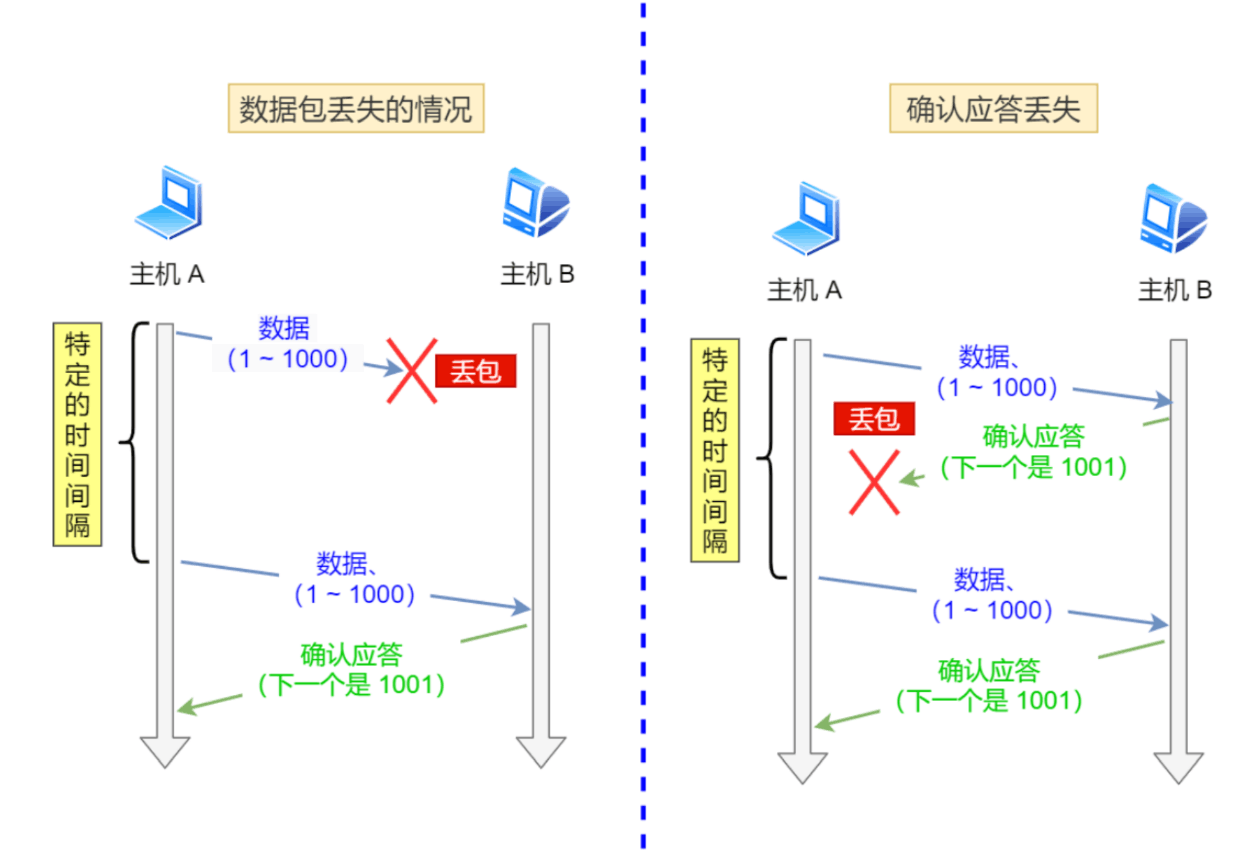 数据包丢失的情况
主机 A
主机 B
特定的时间间隔
数据
（1 ~ 1000）
丢包
数据、
（1 ~ 1000）
确认应答
（下一个是 1001）
确认应答丢失
主机 A
主机 B
特定的时间间隔
数据、
（1 ~ 1000）
丢包
确认应答
（下一个是 1001）
数据、
（1 ~ 1000）
确认应答
（下一个是 1001）